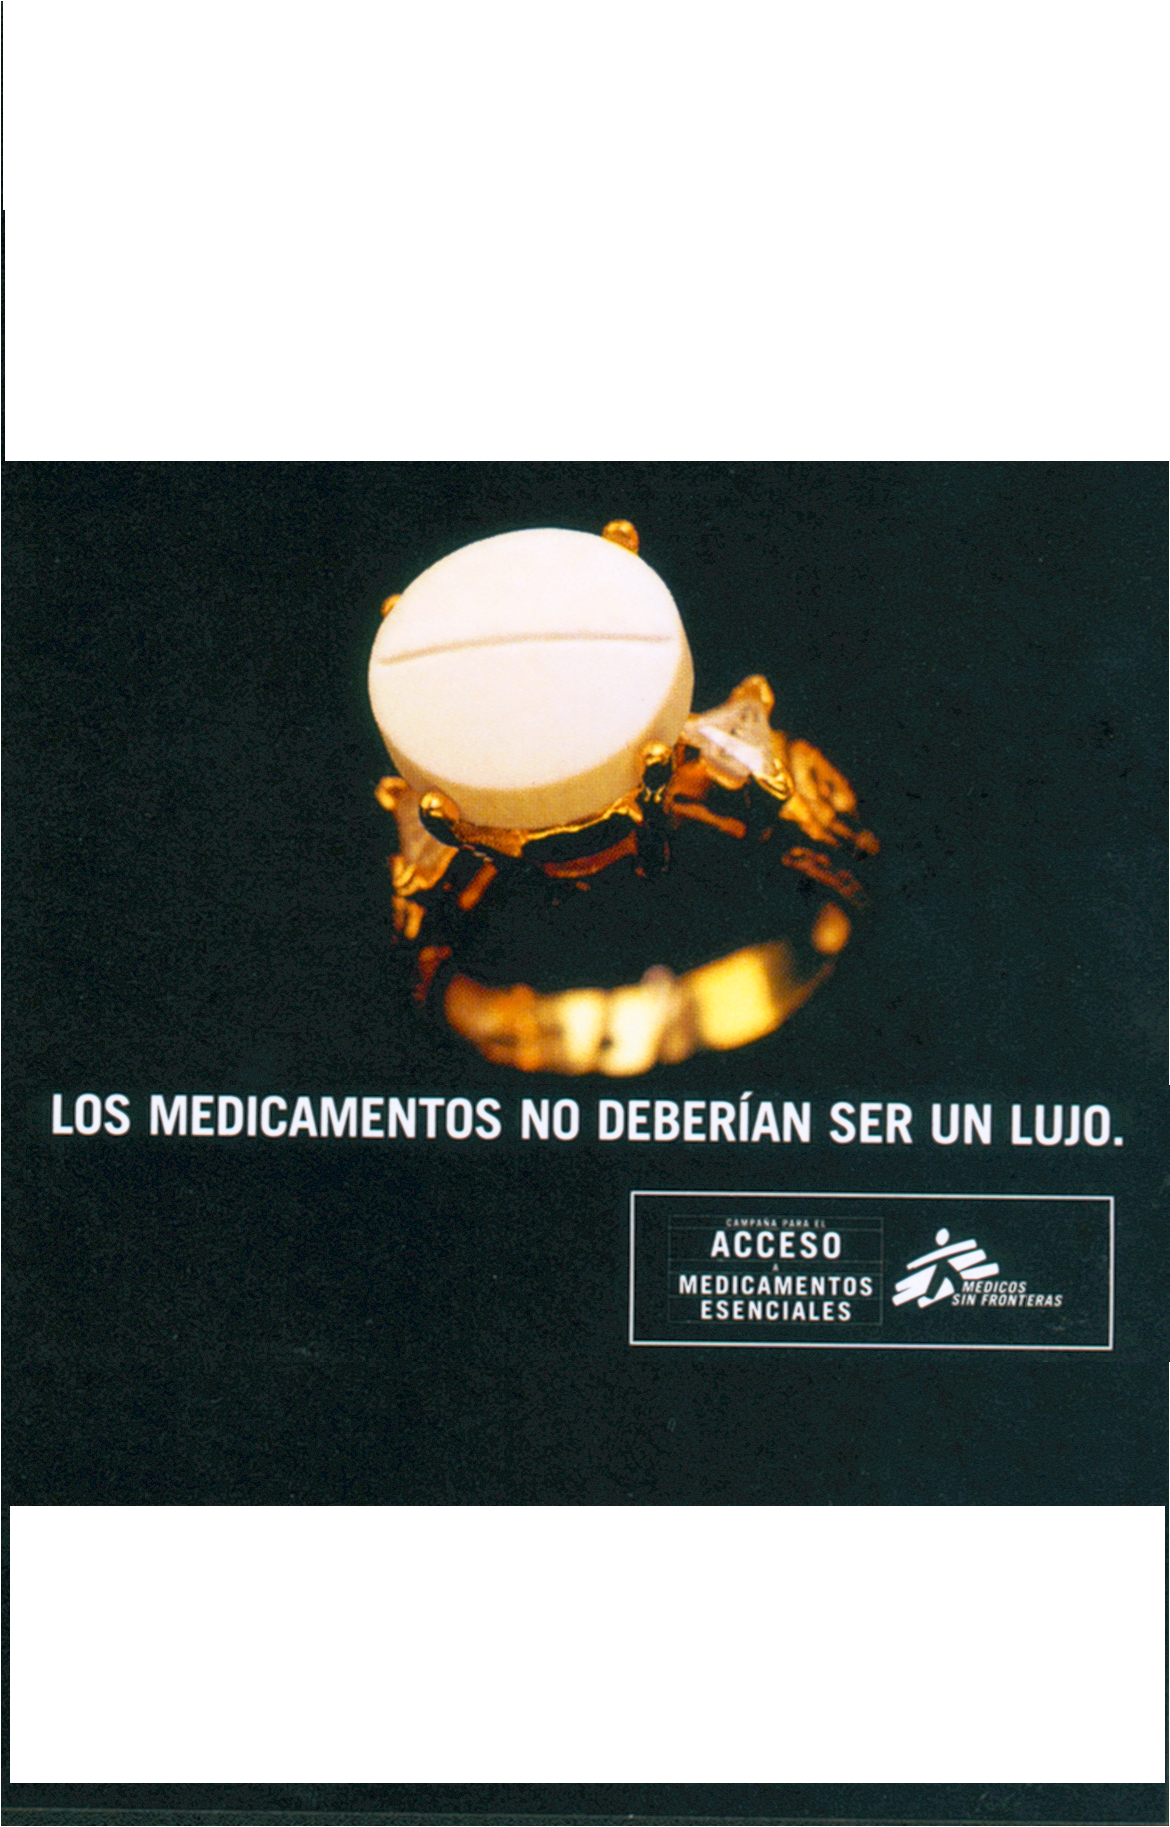 LOS MEDICAMENTOS NO DEBERÍAN SER UN LUJO.
CAMPAÑA PARA EL
ACCESO
A
MEDICAMENTOS
ESENCIALES
MEDICOS
SIN FRONTERAS